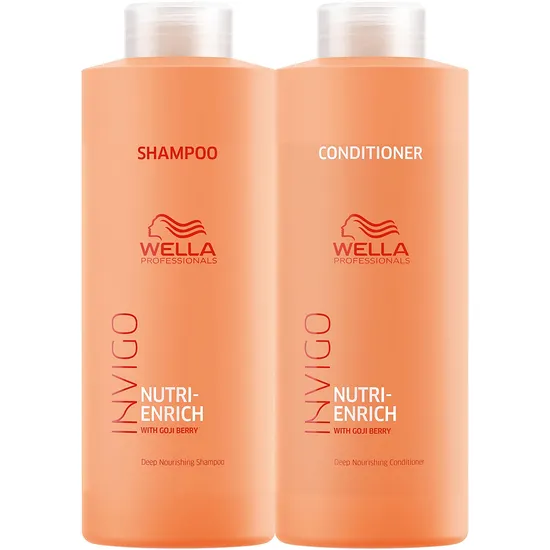 SHAMPOO
WELLA
PROFESSIONALS
INVIGO
NUTRI-
ENRICH
WITH GOJI BERRY
Deep Nourishing Shampoo
CONDITIONER
WELLA
PROFESSIONALS
INVIGO
NUTRI-
ENRICH
WITH GOJI BERRY
Deep Nourishing Conditioner